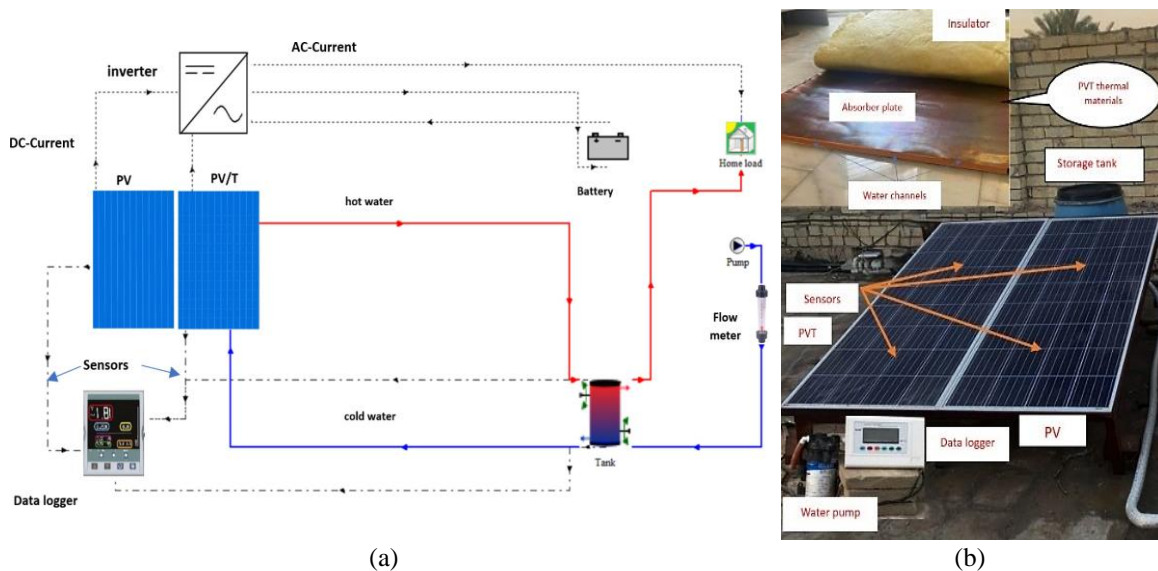 AC-Current
inverter
DC-Current
PV
PV/T
Battery
Home load
hot water
Pump
Flow
meter
Sensors
cold water
Tank
Data logger
(a)
Insulator
PVT thermal
materials
Absorber plate
Storage tank
Water channels
Sensors
PVT
Data logger
PV
Water pump
(b)